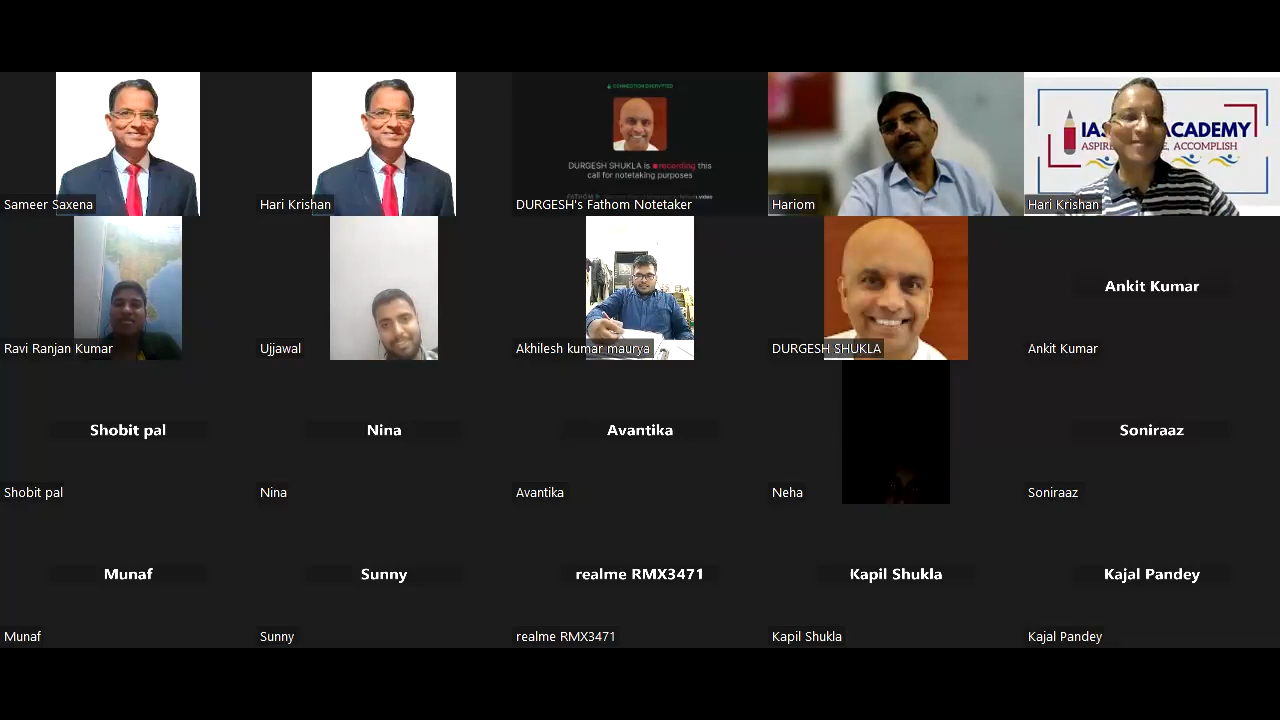 CONNECTION ENCRYPTED
DURGESH SHUKLA is recording this
call for notetaking purposes
Sameer Saxena
Hari Krishan
DURGESH's Fathom Notetaker
Hariom
IAS ACADEMY
ACCOMPLISH
Hari Krishan
Ravi Ranjan Kumar
Ujjawal
Akhilesh kumar maurya
DURGESH SHUKLA
Ankit Kumar
Ankit Kumar
Shobit pal
Nina
Avantika
Soniraaz
Shobit pal
Nina
Avantika
Neha
Soniraaz
Munaf
Sunny
realme RMX3471
Kapil Shukla
Kajal Pandey
Munaf
Sunny
realme RMX3471
Kapil Shukla
Kajal Pandey